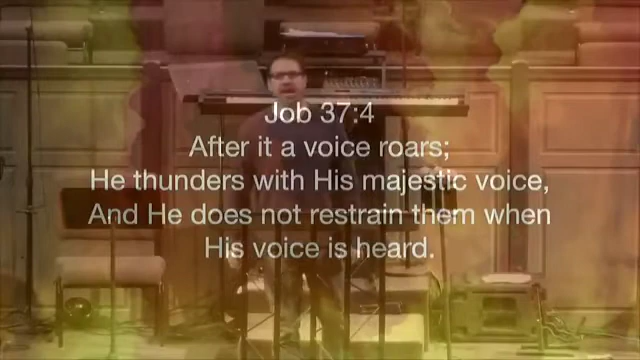 Job 37:4
After it a voice roars;
He thunders with His majestic voice,
And He does not restrain them when
His voice is heard.